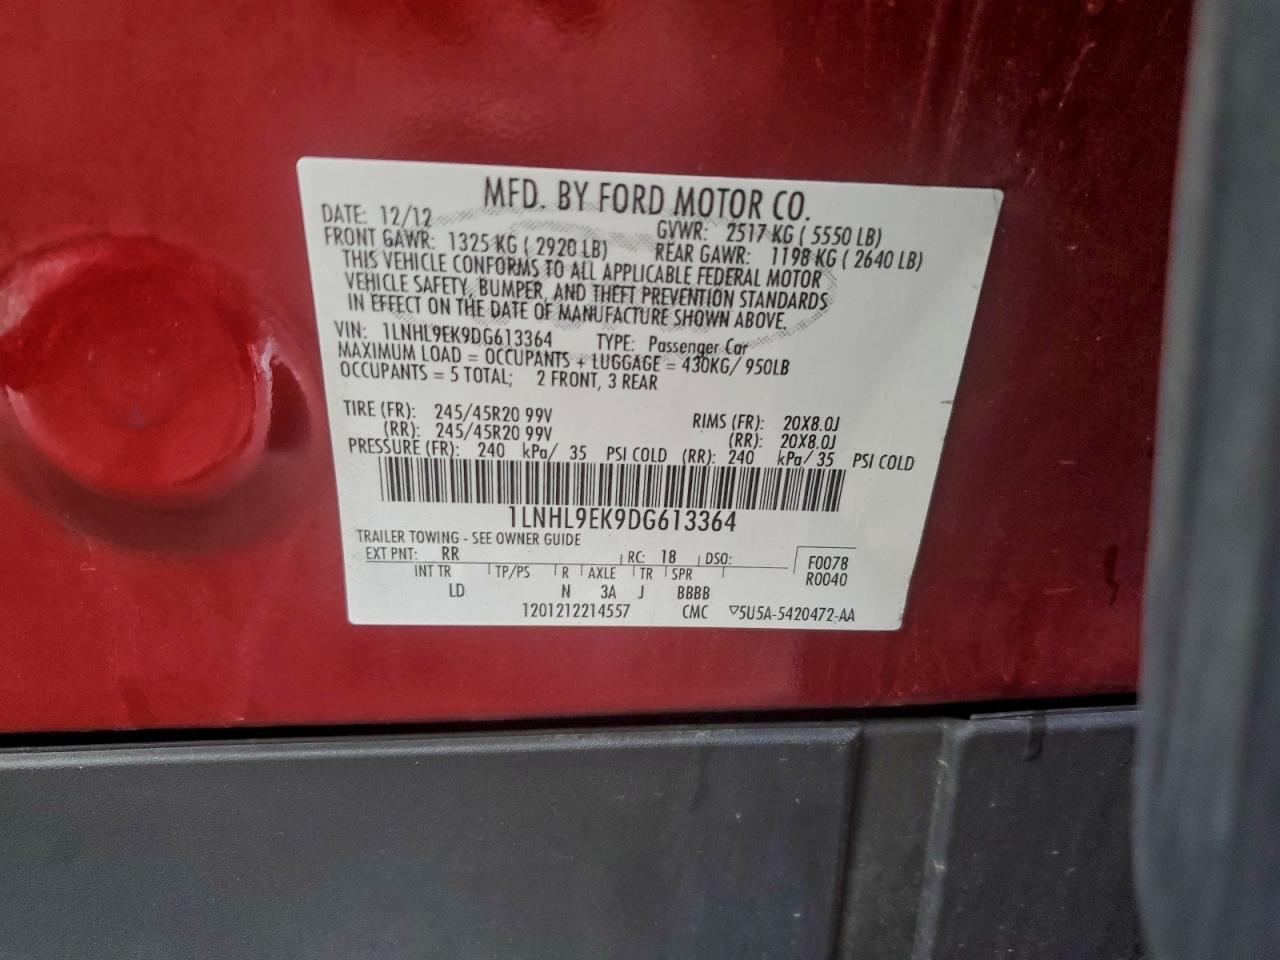 MFD. BY FORD MOTOR CO.
DATE: 12/12 GVWR: 2517 KG ( 5550 LB)
FRONT GAWR: 1325 KG ( 2920 LB) REAR GAWR: 1198 KG ( 2640 LB)
THIS VEHICLE CONFORMS TO ALL APPLICABLE FEDERAL MOTOR
VEHICLE SAFETY, BUMPER, AND THEFT PREVENTION STANDARDS
IN EFFECT ON THE DATE OF MANUFACTURE SHOWN ABOVE.
VIN: 1LNHL9EK9DG613364 TYPE: Passenger Car
MAXIMUM LOAD = OCCUPANTS + LUGGAGE = 430KG/ 950LB
OCCUPANTS = 5 TOTAL; 2 FRONT, 3 REAR
TIRE (FR): 245/45R20 99V RIMS (FR): 20X8.0J
(RR): 245/45R20 99V (RR): 20X8.0J
PRESSURE (FR): 240 kPa/ 35 PSI COLD (RR): 240 kPa/ 35 PSI COLD
1LNHL9EK9DG613364
TRAILER TOWING - SEE OWNER GUIDE
EXT PNT: RR RC: 18 DSO: F0078
INT TR TP/PS R AXLE TR SPR R0040
LD N 3A J BBBB
1201212214557 CMC ▽5U5A-5420472-AA